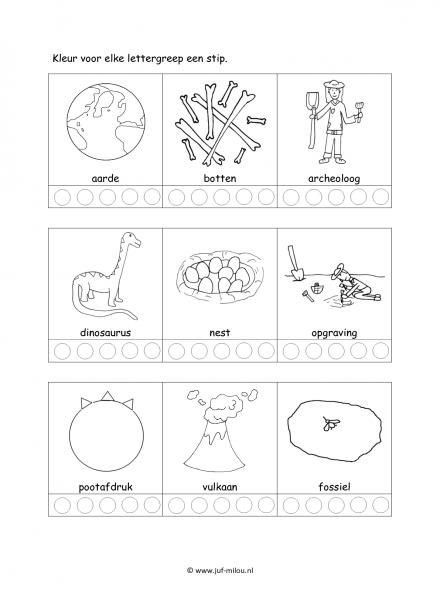 Kleur voor elke lettergreep een stip.
aarde botten archeoloog
dinosaurus nest opgraving
pootafdruk vulkaan fossiel
© www.juf-milou.nl